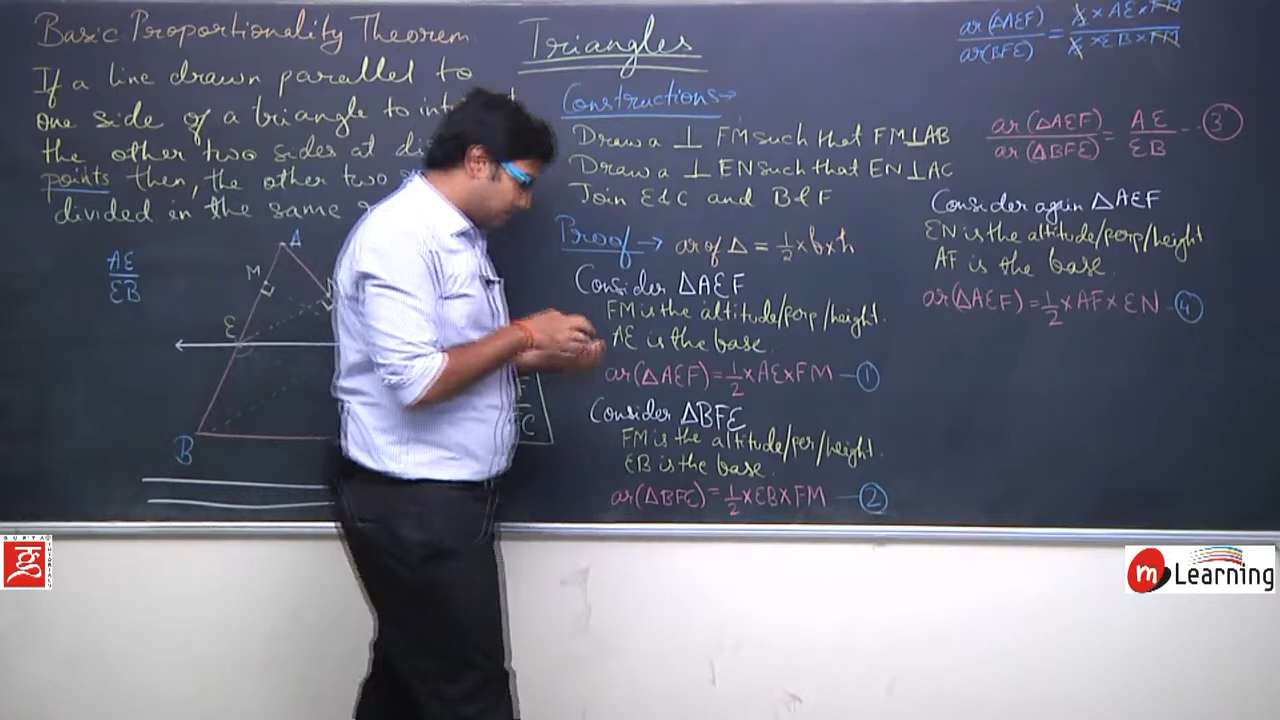 Basic Proportionality Theorem
If a line drawn parallel to
one side of a triangle to
the other two sides at
points then, the other two
divided in the same
AE
EB
A
M
E
B
F
FC
Triangles
Constructions→
Draw a ⊥ FM such that FM⊥AB
Draw a ⊥ EN such that EN⊥AC
Join E&C and B&F
Proof → ar of Δ = 1/2 × b × h
Consider ΔAEF
FM is the altitude/perp/height.
AE is the base.
ar(ΔAEF) = 1/2 × AE × FM — 1
Consider ΔBFE
FM is the altitude/per/height.
EB is the base.
ar(ΔBFE) = 1/2 × EB × FM — 2
ar(ΔAEF) / ar(BFE) = × AE × FM / × EB × FM
ar(ΔAEF) / ar(ΔBFE) = AE / EB --- 3
Consider again ΔAEF
EN is the altitude/perp/height
AF is the base.
ar(ΔAEF) = 1/2 × AF × EN — 4
GUPTA
TUTORIALS
m Learning